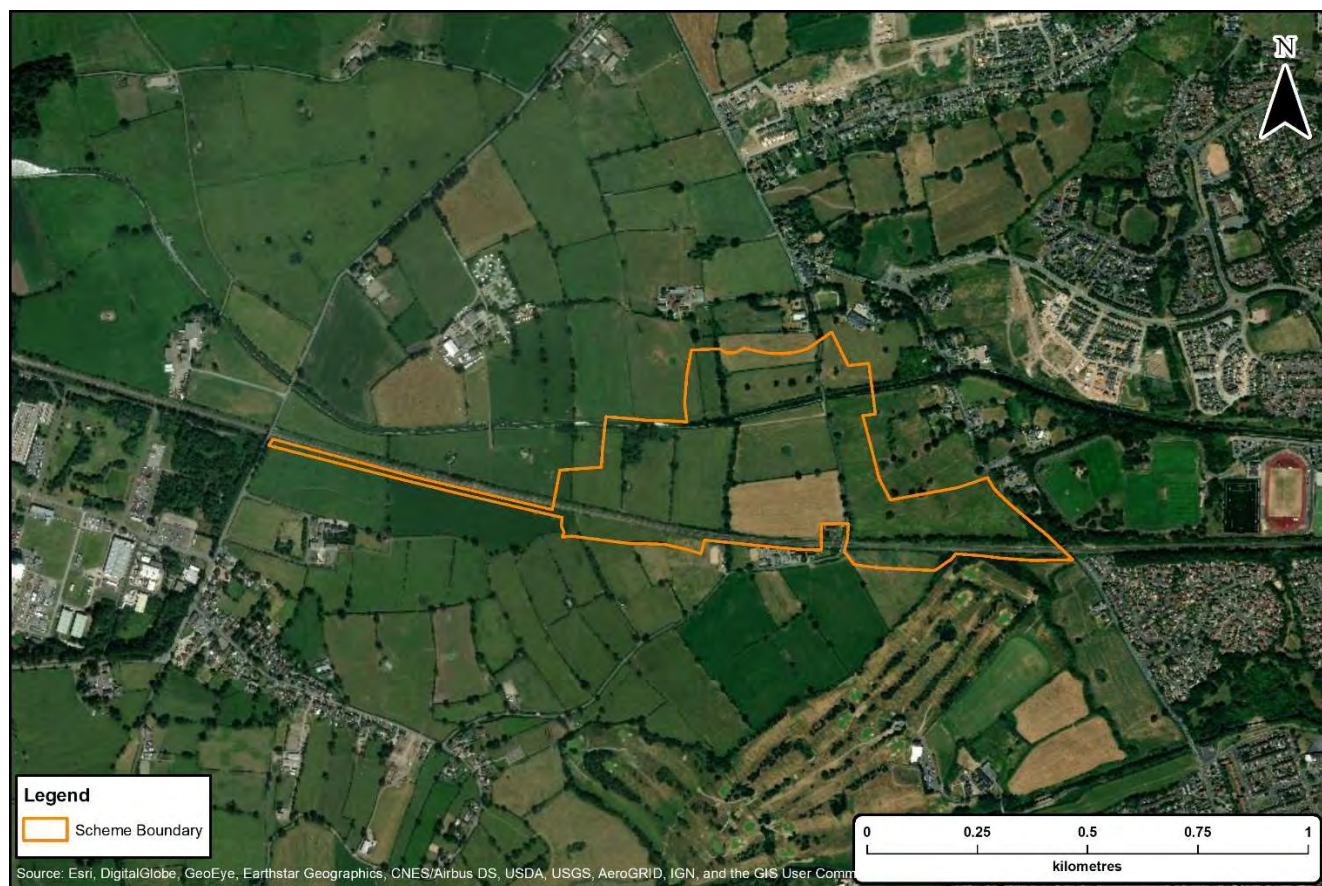 N
Legend
Scheme Boundary
0 0.25 0.5 0.75 1
kilometres
Source: Esri, DigitalGlobe, GeoEye, Earthstar Geographics, CNES/Airbus DS, USDA, USGS, AeroGRID, IGN, and the GIS User Comm